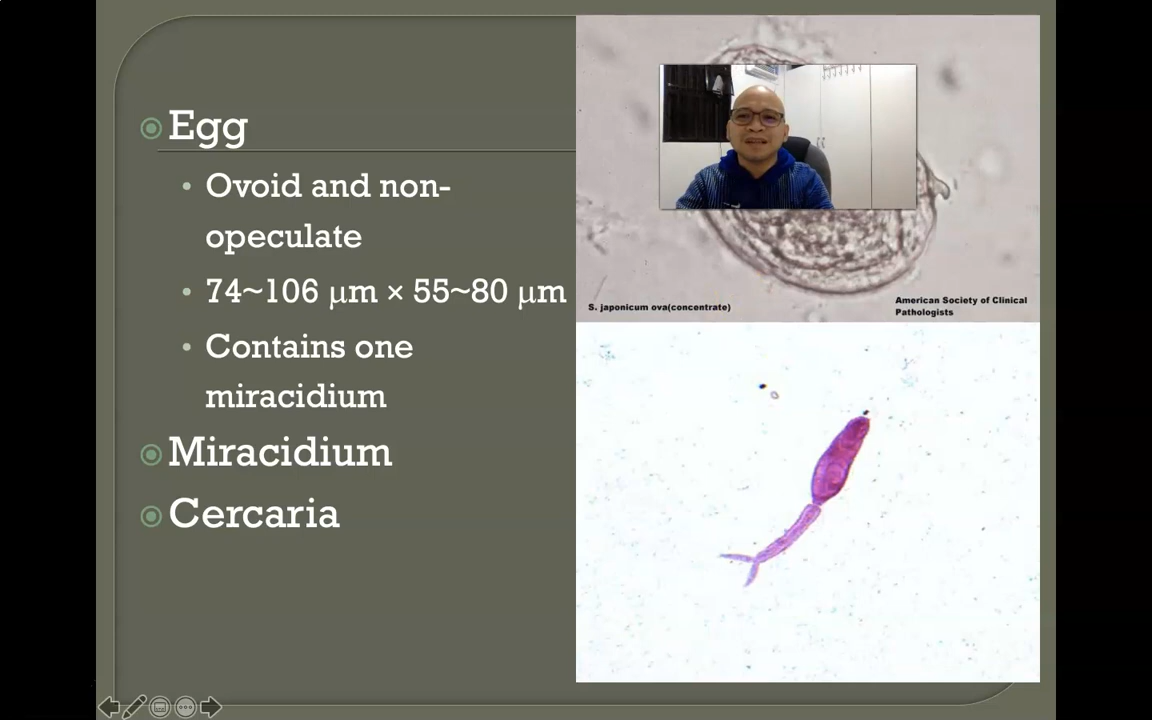 Egg
Ovoid and non-
opeculate
74~106 μm × 55~80 μm
Contains one
miracidium
Miracidium
Cercaria
S. japonicum ova(concentrate)
American Society of Clinical
Pathologists